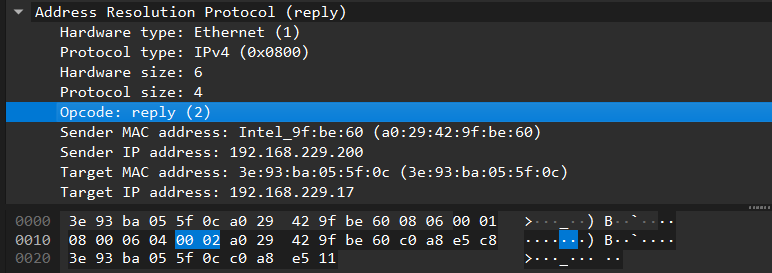 Address Resolution Protocol (reply)
Hardware type: Ethernet (1)
Protocol type: IPv4 (0x0800)
Hardware size: 6
Protocol size: 4
Opcode: reply (2)
Sender MAC address: Intel_9f:be:60 (a0:29:42:9f:be:60)
Sender IP address: 192.168.229.200
Target MAC address: 3e:93:ba:05:5f:0c (3e:93:ba:05:5f:0c)
Target IP address: 192.168.229.17
0000 3e 93 ba 05 5f 0c a0 29 42 9f be 60 08 06 00 01 >···_··) B··`····
0010 08 00 06 04 00 02 a0 29 42 9f be 60 c0 a8 e5 c8 ·······) B··`····
0020 3e 93 ba 05 5f 0c c0 a8 e5 11 >···_··· ··